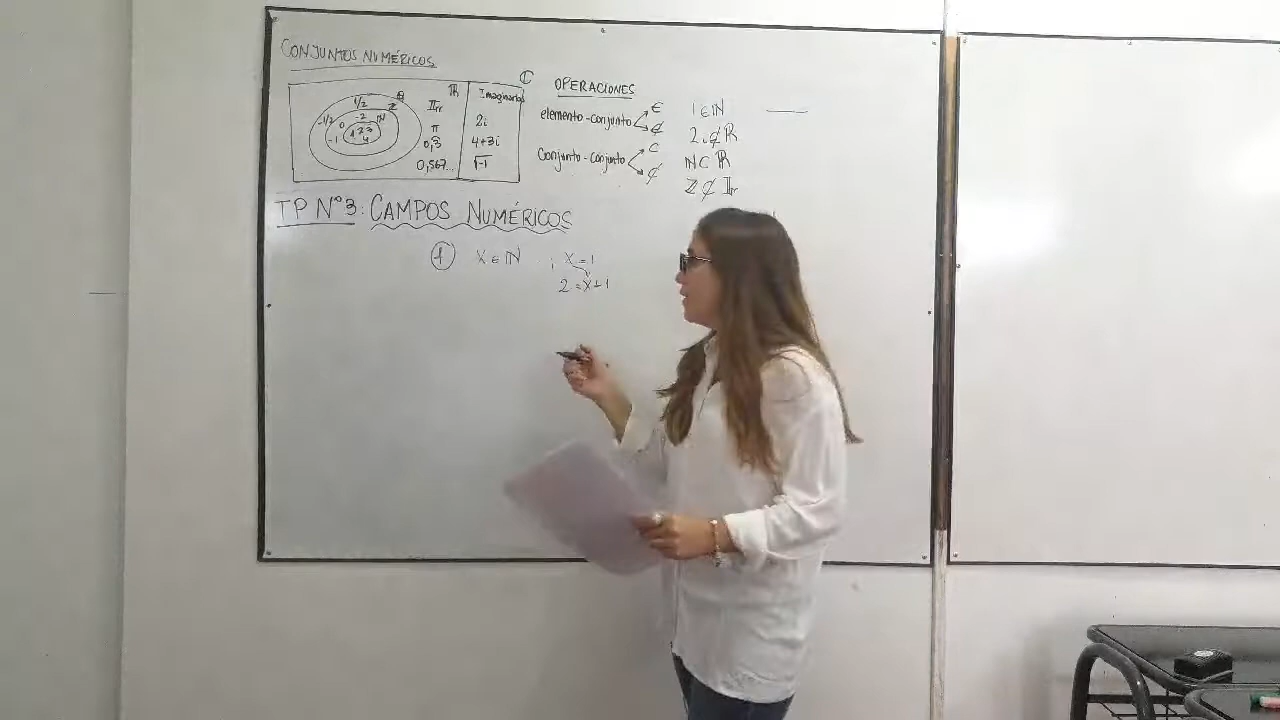 CONJUNTOS NUMÉRICOS
ℂ
ℝ
Imaginarios
OPERACIONES
1/2 ℚ
Irr
ℤ
-1/2 0 -2 ℕ
-1 1 2 3
4
π
0,3
0,567...
2i
4+3i
√-1
elemento-conjunto ∈ 1∈ℕ
∉ 2i∉ℝ
Conjunto-conjunto ⊂ ℕ⊂ℝ
⊄ ℤ⊄Irr
TP N°3: CAMPOS NUMÉRICOS
① X∈ℕ ; X=1
2=X+1